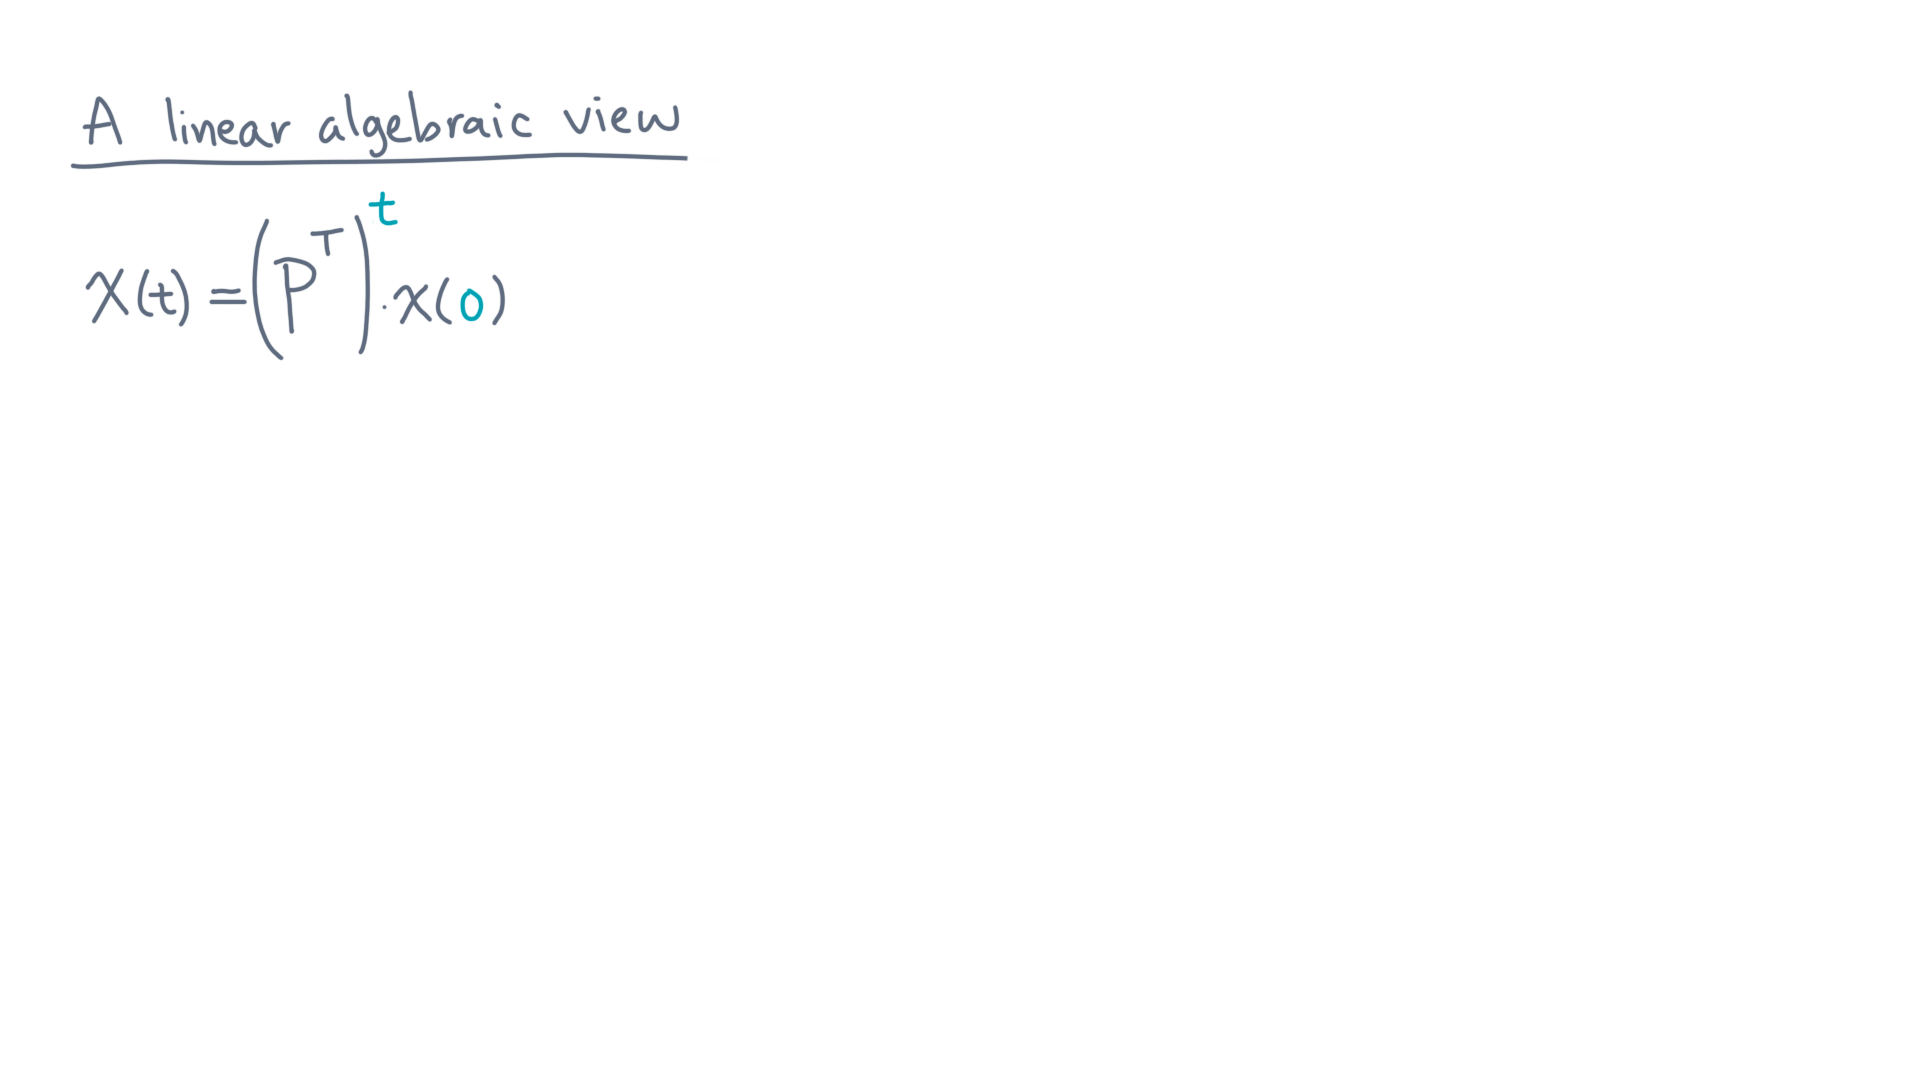 A linear algebraic view
x(t) = (P^T)^t · x(0)